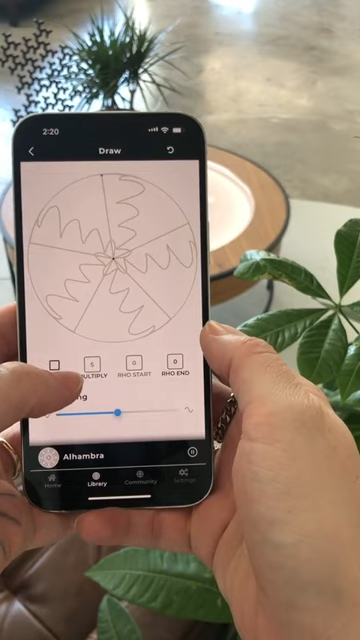 2:20
Draw
5
0
0
MULTIPLY
RHO START
RHO END
Alhambra
Home
Library
Community
Settings